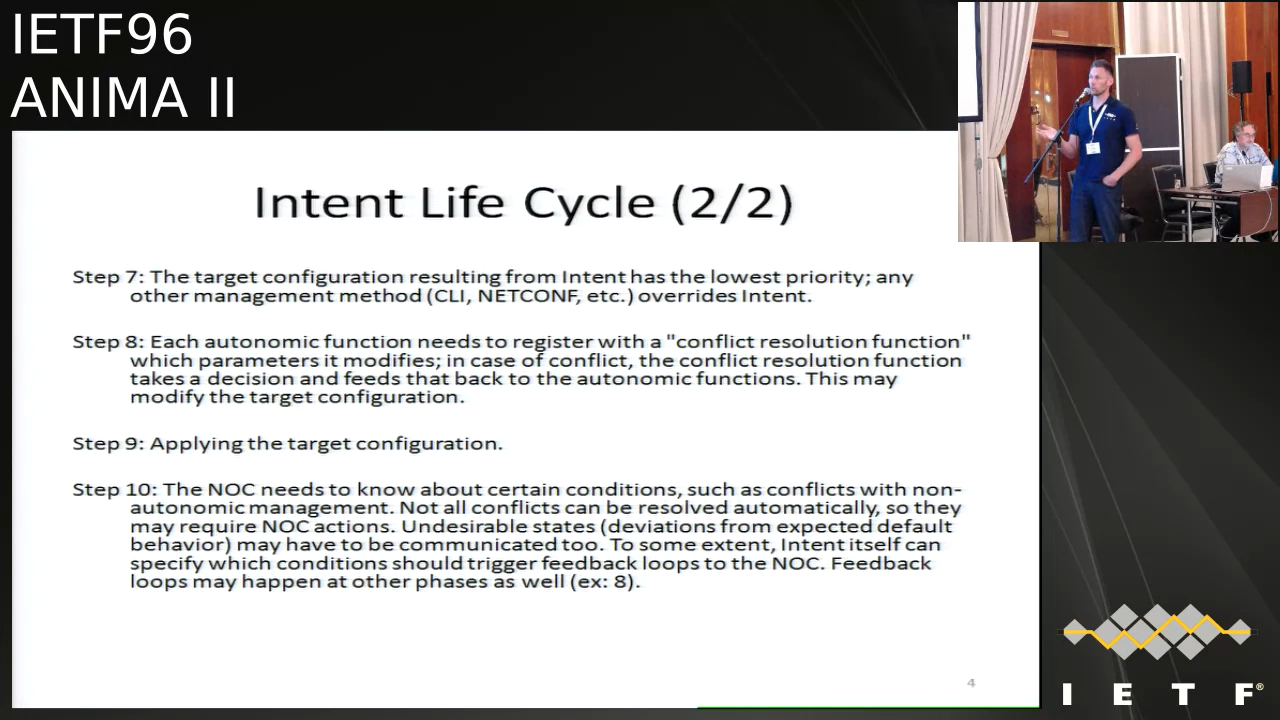 IETF96
ANIMA II
Intent Life Cycle (2/2)
Step 7: The target configuration resulting from Intent has the lowest priority; any
other management method (CLI, NETCONF, etc.) overrides Intent.
Step 8: Each autonomic function needs to register with a "conflict resolution function"
which parameters it modifies; in case of conflict, the conflict resolution function
takes a decision and feeds that back to the autonomic functions. This may
modify the target configuration.
Step 9: Applying the target configuration.
Step 10: The NOC needs to know about certain conditions, such as conflicts with non-
autonomic management. Not all conflicts can be resolved automatically, so they
may require NOC actions. Undesirable states (deviations from expected default
behavior) may have to be communicated too. To some extent, Intent itself can
specify which conditions should trigger feedback loops to the NOC. Feedback
loops may happen at other phases as well (ex: 8).
4
I E T F®